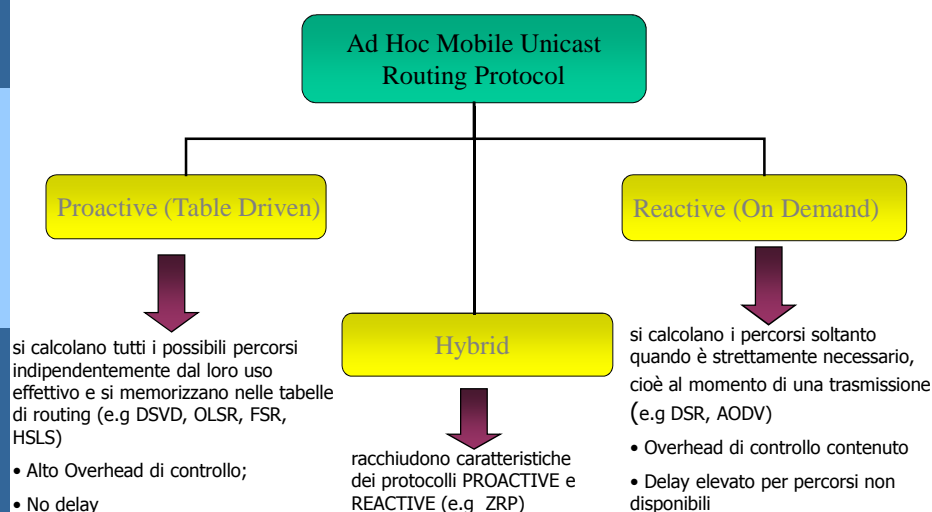 Ad Hoc Mobile Unicast
Routing Protocol
Proactive (Table Driven)
si calcolano tutti i possibili percorsi
indipendentemente dal loro uso
effettivo e si memorizzano nelle tabelle
di routing (e.g DSVD, OLSR, FSR,
HSLS)
• Alto Overhead di controllo;
• No delay
Hybrid
racchiudono caratteristiche
dei protocolli PROACTIVE e
REACTIVE (e.g ZRP)
Reactive (On Demand)
si calcolano i percorsi soltanto
quando è strettamente necessario,
cioè al momento di una trasmissione
(e.g DSR, AODV)
• Overhead di controllo contenuto
• Delay elevato per percorsi non
disponibili